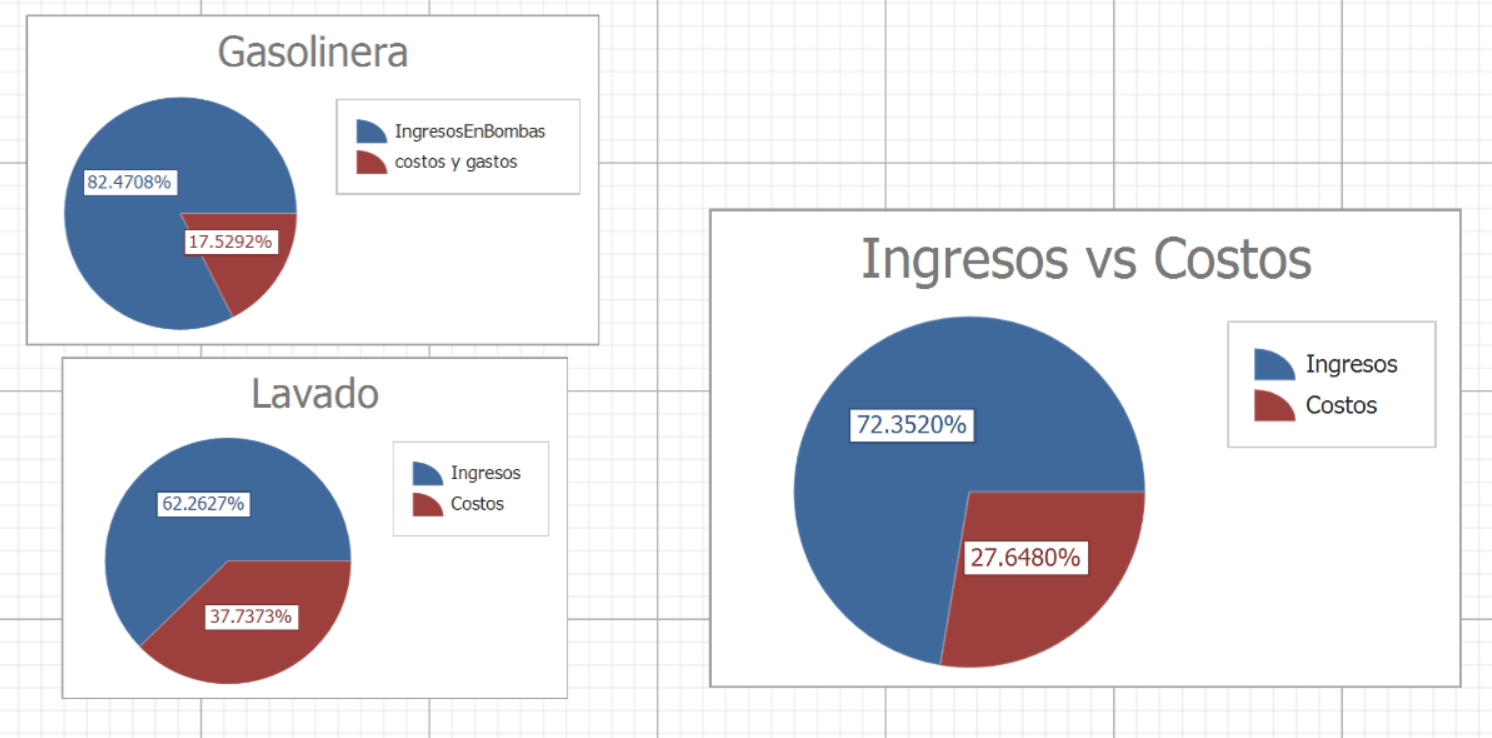 Gasolinera
IngresosEnBombas
costos y gastos
82.4708%
17.5292%
Lavado
Ingresos
Costos
62.2627%
37.7373%
Ingresos vs Costos
Ingresos
Costos
72.3520%
27.6480%